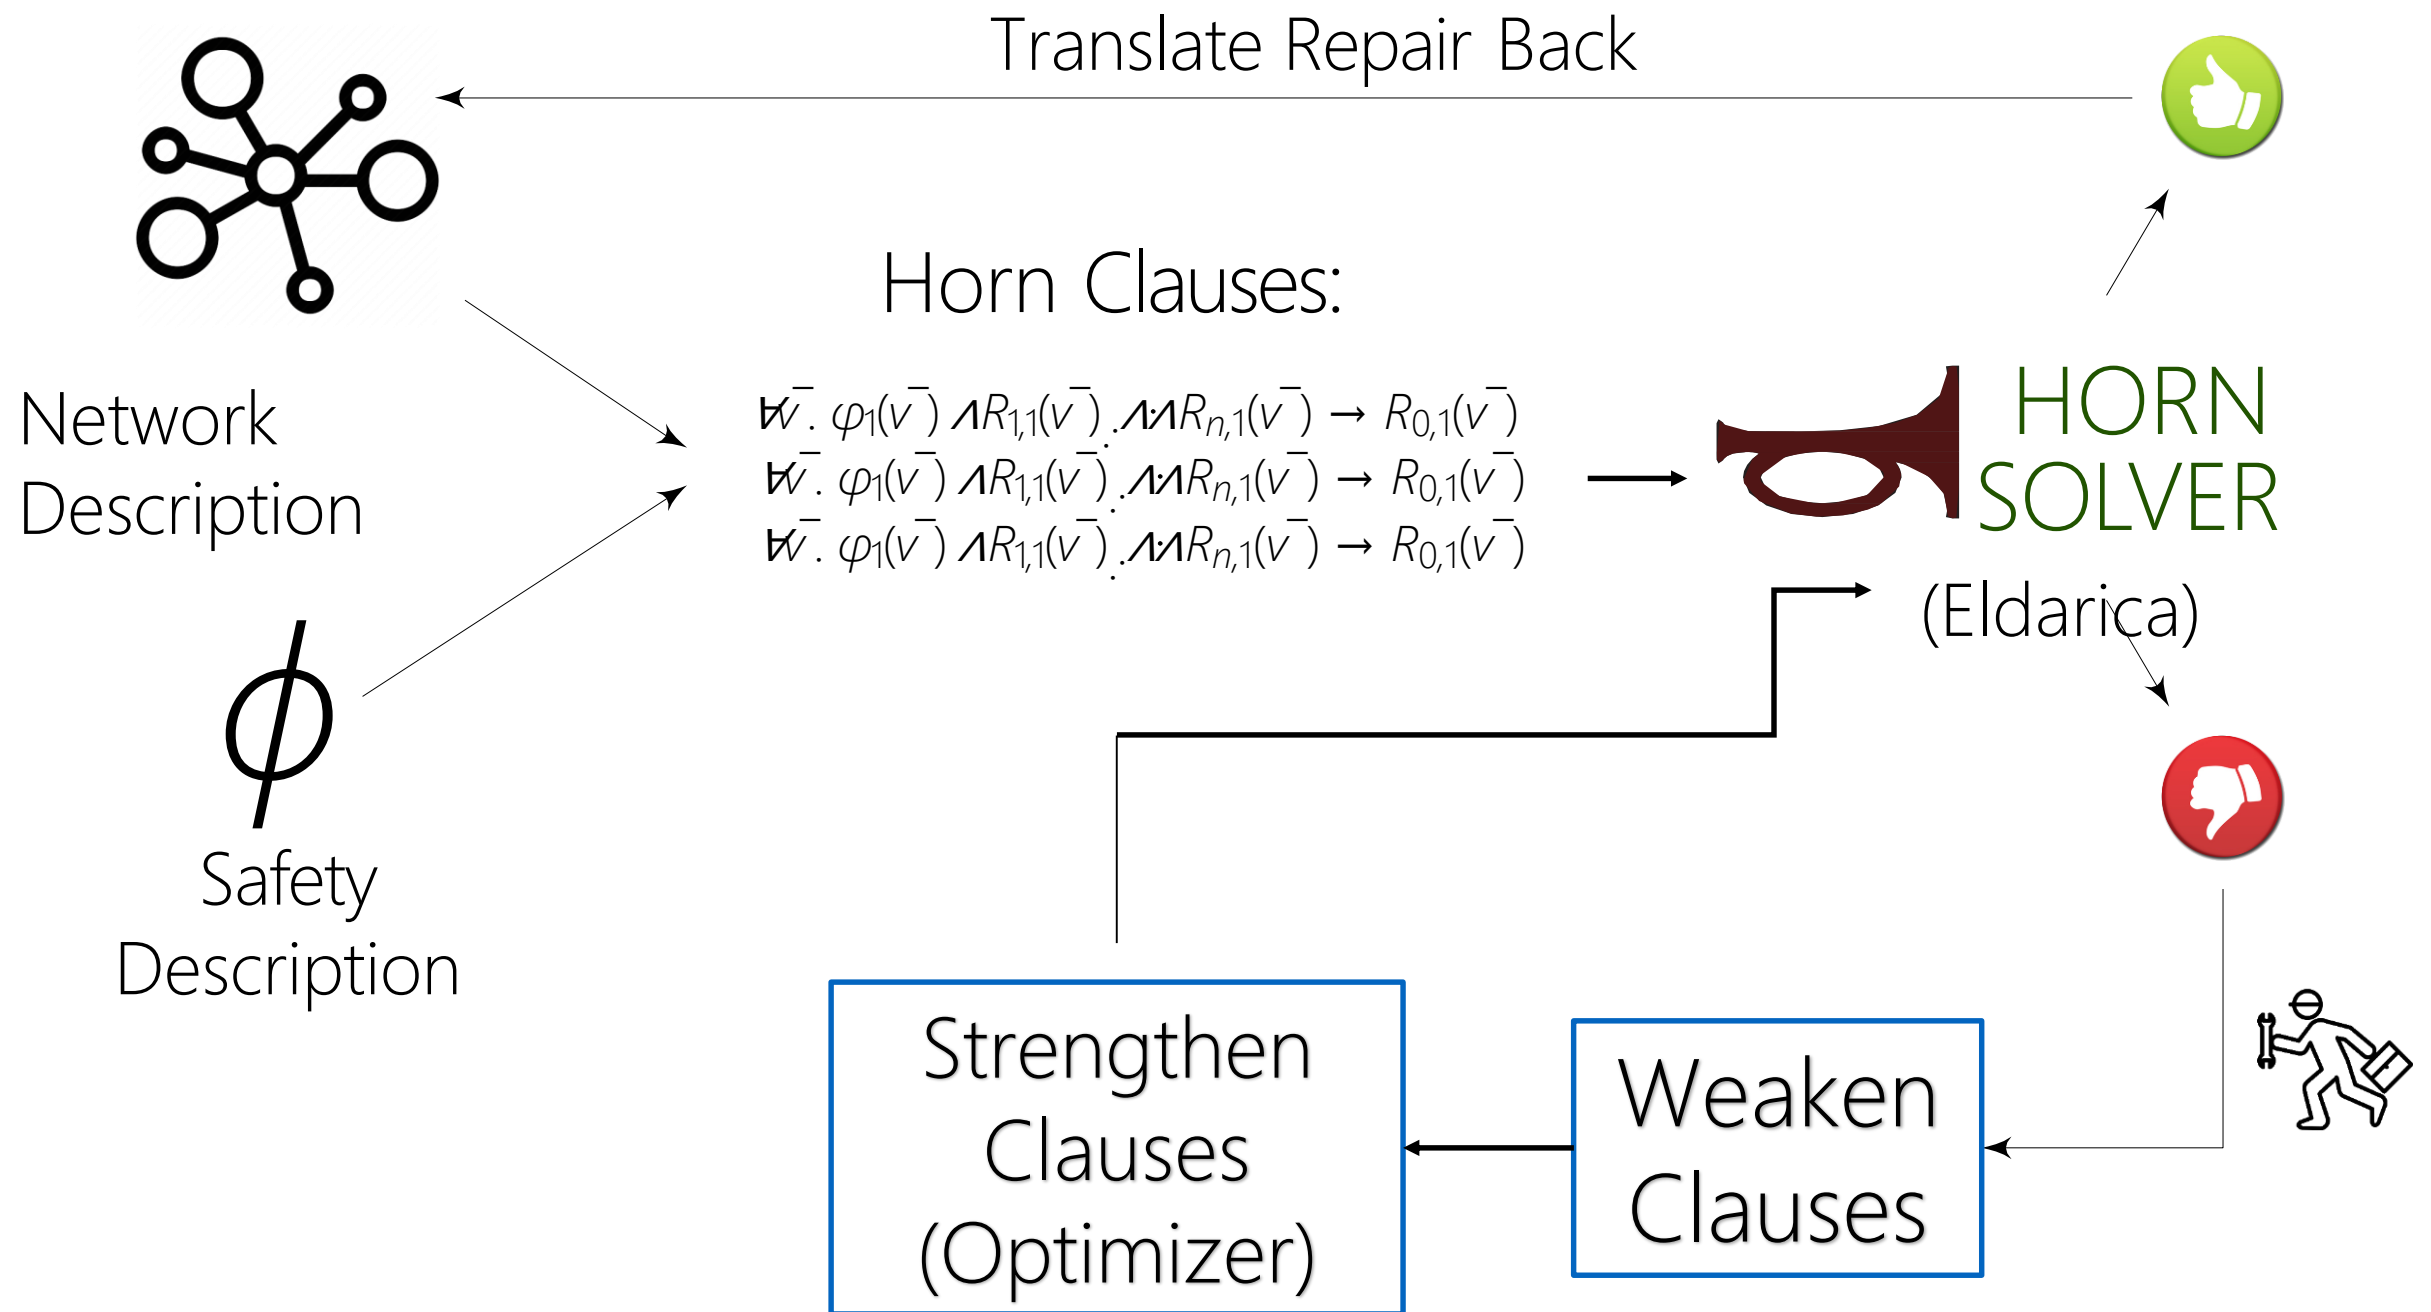 Translate Repair Back
Horn Clauses:
Network
Description
∀v̄. φ1(v̄) ∧ R1,1(v̄) ∧ ··· ∧ Rn,1(v̄) → R0,1(v̄)
∀v̄. φ1(v̄) ∧ R1,1(v̄) ∧ ··· ∧ Rn,1(v̄) → R0,1(v̄)
∀v̄. φ1(v̄) ∧ R1,1(v̄) ∧ ··· ∧ Rn,1(v̄) → R0,1(v̄)
HORN
SOLVER
(Eldarica)
ϕ
Safety
Description
Strengthen
Clauses
(Optimizer)
Weaken
Clauses